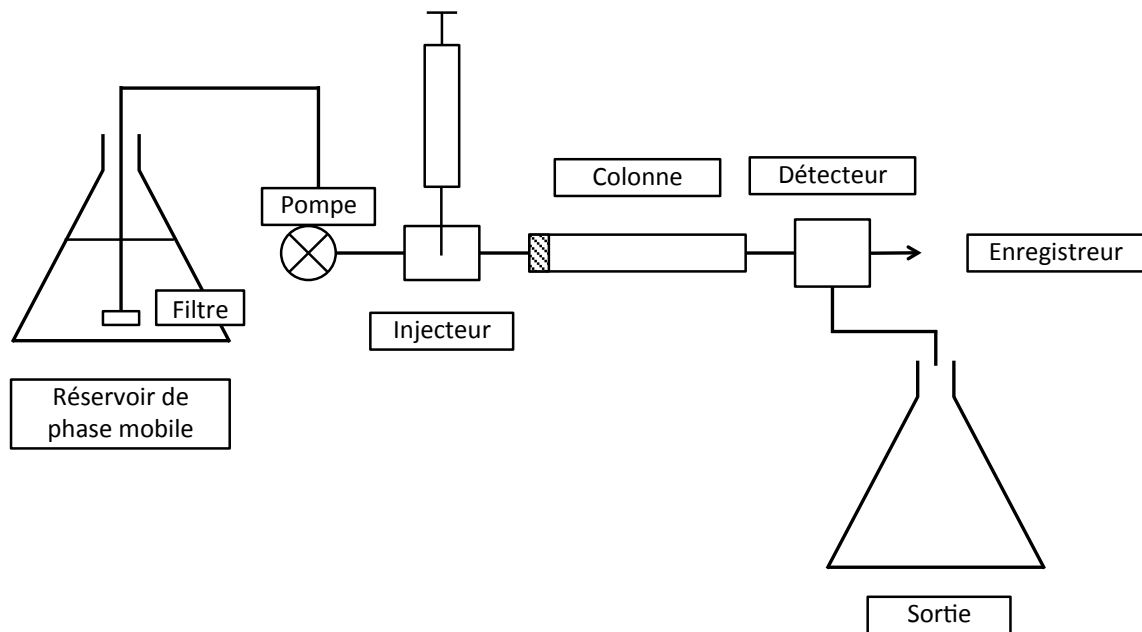 Colonne
Détecteur
Pompe
Enregistreur
Filtre
Injecteur
Réservoir de
phase mobile
Sortie